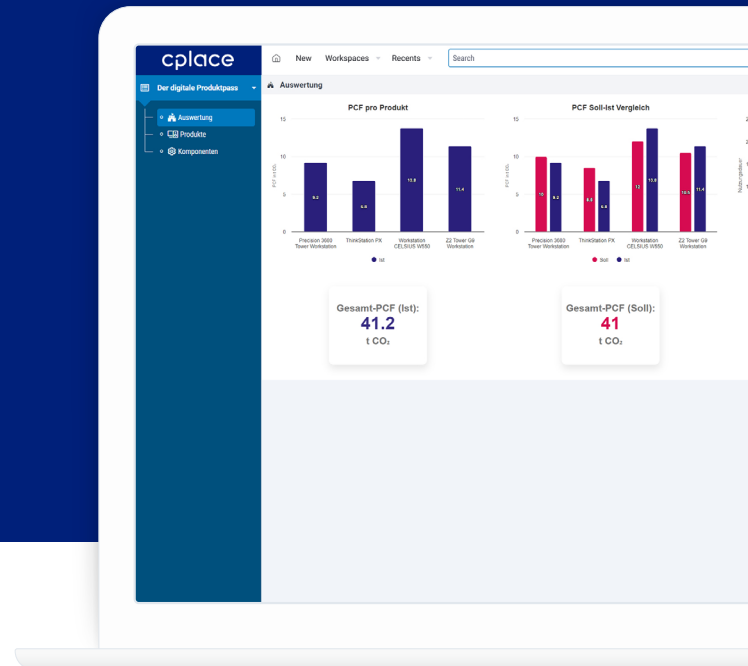 cplace
New Workspaces Recents Search
Der digitale Produktpass
Auswertung
Auswertung
Produkte
Komponenten
PCF pro Produkt
15
10
5
0
9.2
6.8
13.8
11.4
Precision 3660
Tower Workstation
ThinkStation PX
Workstation
CELSIUS W550
Z2 Tower G9
Workstation
Ist
PCF Soll-Ist Vergleich
15
10
5
0
10
9.2
8.5
6.8
12
13.8
10.5
11.4
Precision 3660
Tower Workstation
ThinkStation PX
Workstation
CELSIUS W550
Z2 Tower G9
Workstation
Soll Ist
Nutzungsdauer
Gesamt-PCF (Ist):
41.2
t CO₂
Gesamt-PCF (Soll):
41
t CO₂